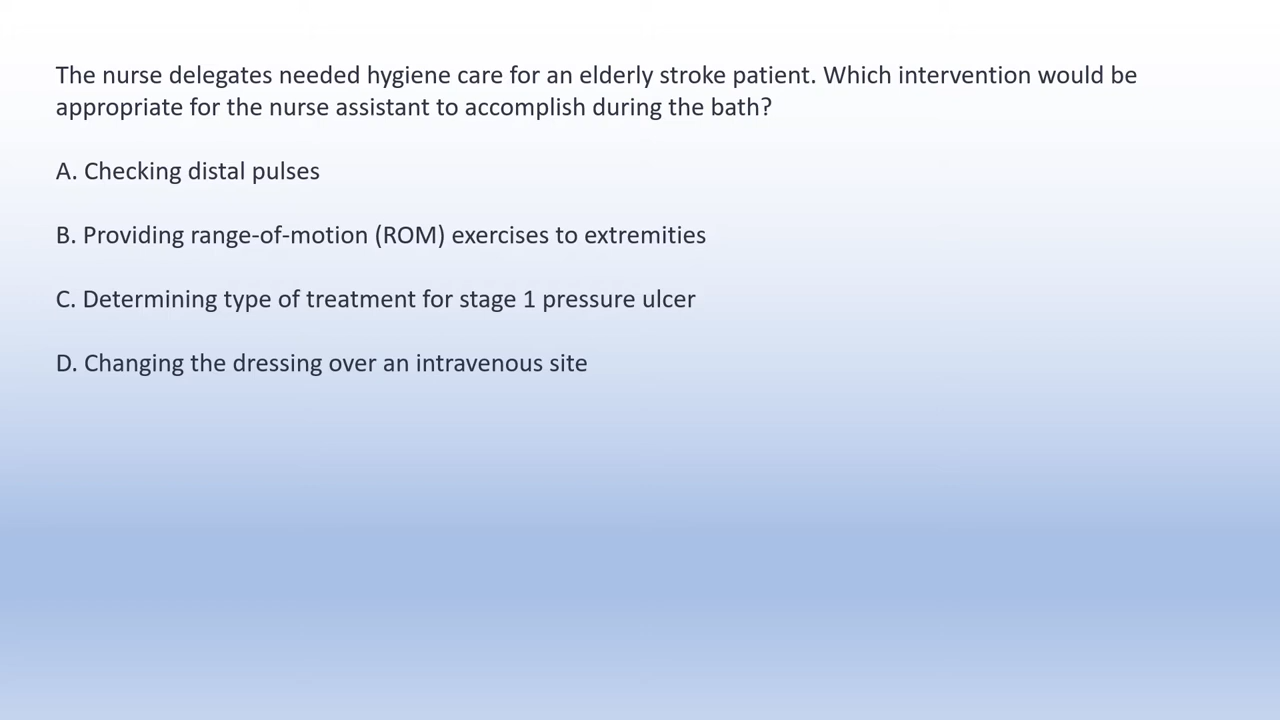 The nurse delegates needed hygiene care for an elderly stroke patient. Which intervention would be
appropriate for the nurse assistant to accomplish during the bath?
A. Checking distal pulses
B. Providing range-of-motion (ROM) exercises to extremities
C. Determining type of treatment for stage 1 pressure ulcer
D. Changing the dressing over an intravenous site